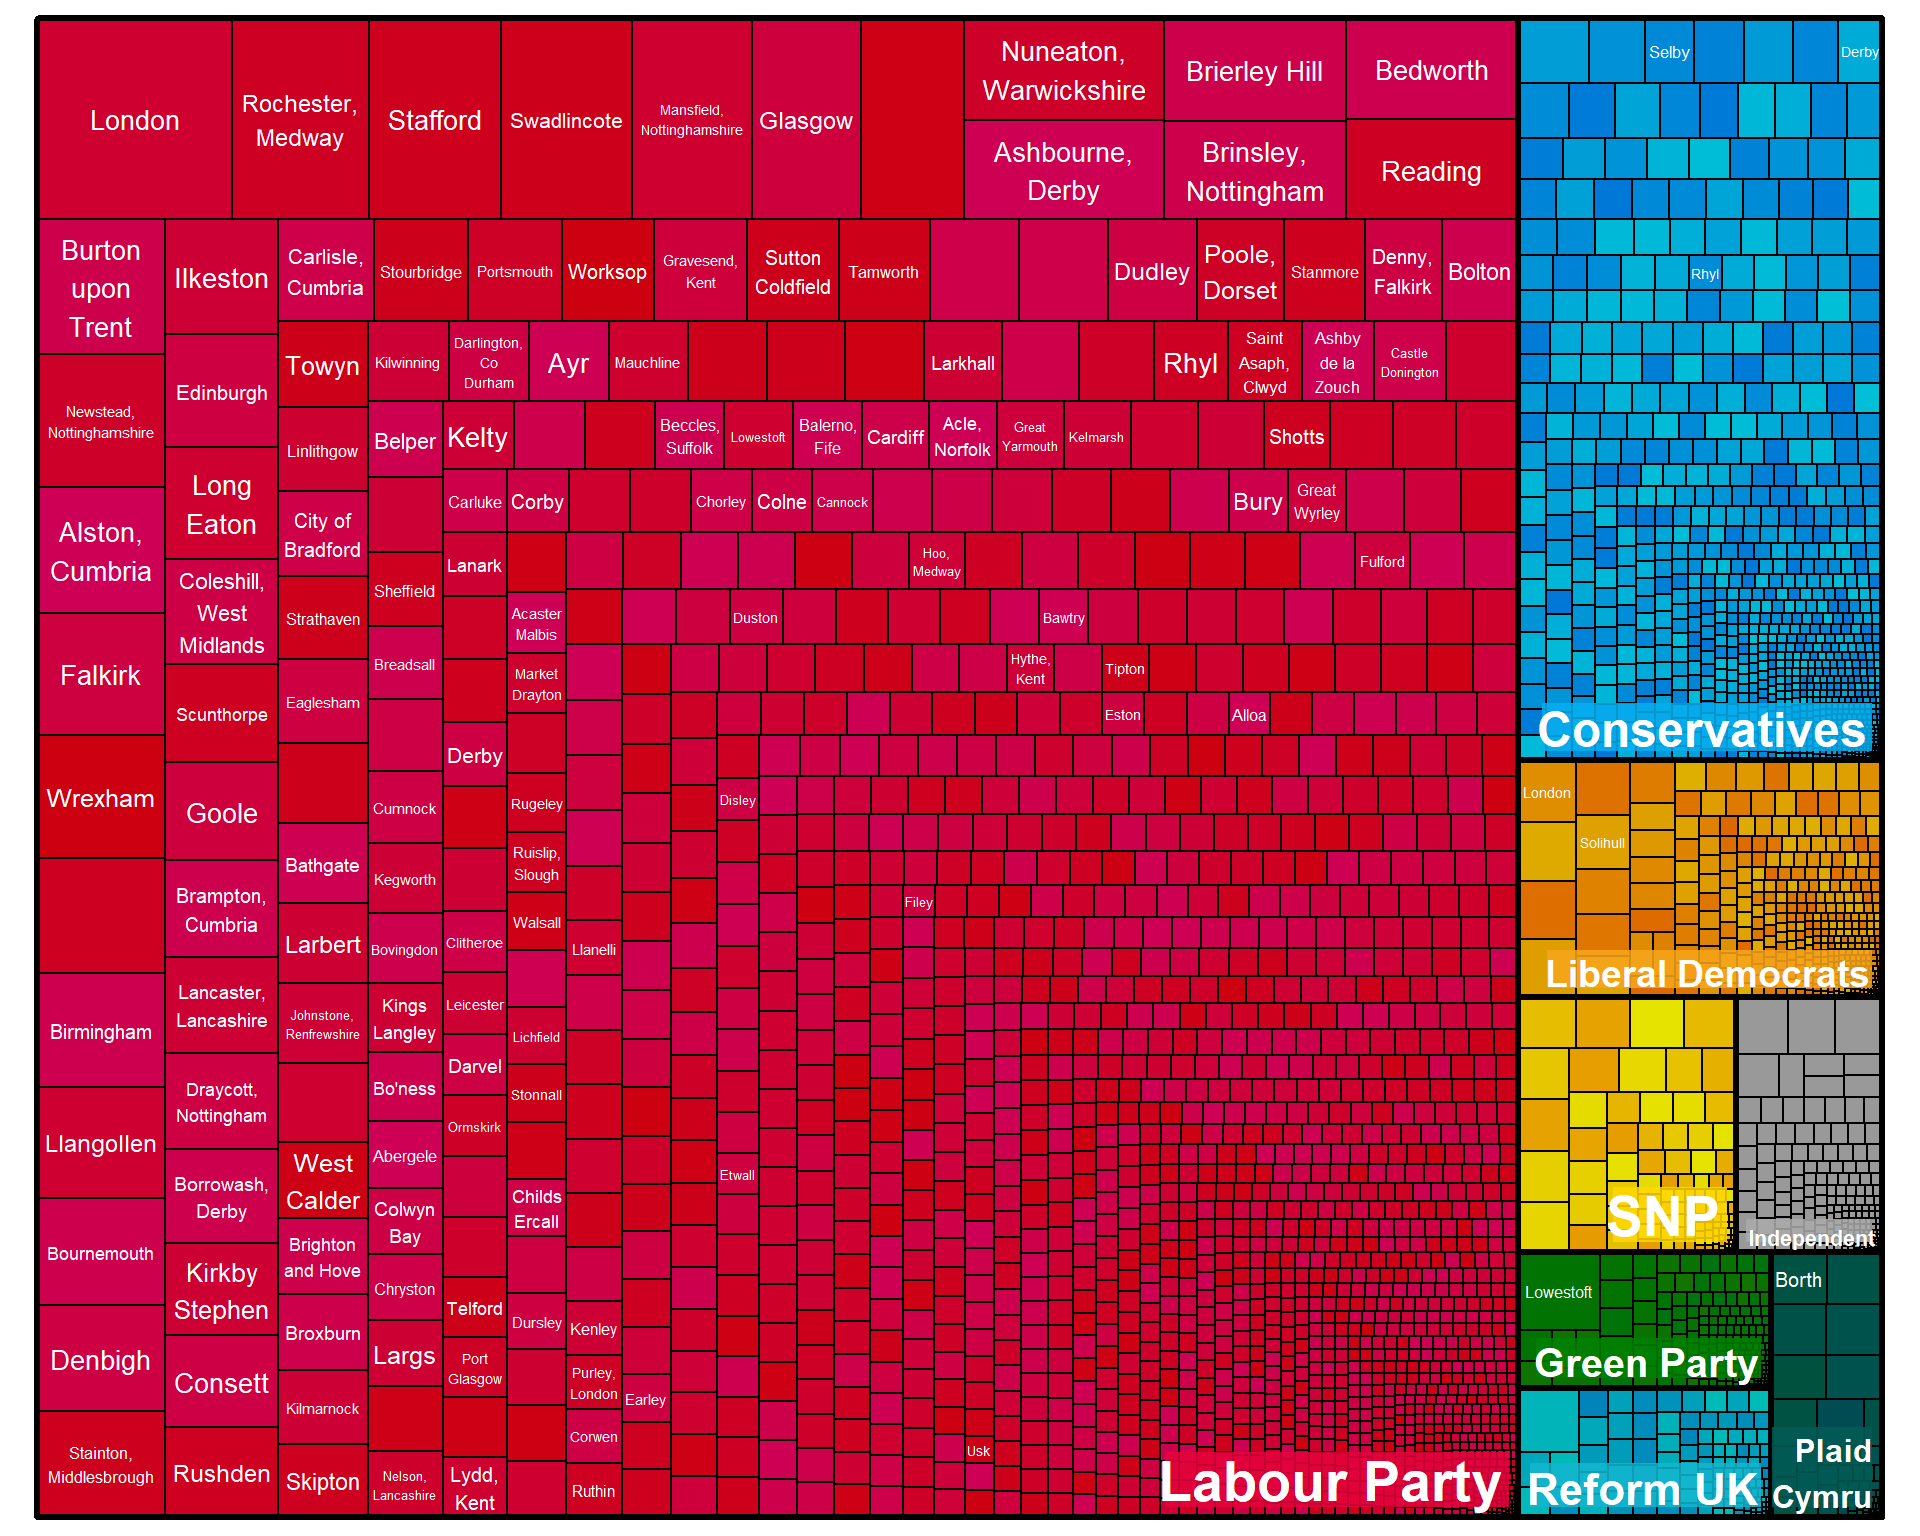 London
Rochester,
Medway
Stafford
Swadlincote
Mansfield,
Nottinghamshire
Glasgow
Nuneaton,
Warwickshire
Brierley Hill
Bedworth
Ashbourne,
Derby
Brinsley,
Nottingham
Reading
Burton
upon
Trent
Ilkeston
Carlisle,
Cumbria
Stourbridge
Portsmouth
Worksop
Gravesend,
Kent
Sutton
Coldfield
Tamworth
Dudley
Poole,
Dorset
Stanmore
Denny,
Falkirk
Bolton
Newstead,
Nottinghamshire
Edinburgh
Towyn
Kilwinning
Darlington,
Co
Durham
Ayr
Mauchline
Larkhall
Rhyl
Saint
Asaph,
Clwyd
Ashby
de la
Zouch
Castle
Donington
Linlithgow
Belper
Kelty
Beccles,
Suffolk
Lowestoft
Balerno,
Fife
Cardiff
Acle,
Norfolk
Great
Yarmouth
Kelmarsh
Shotts
Long
Eaton
Carluke
Corby
Chorley
Colne
Cannock
Bury
Great
Wyrley
Alston,
Cumbria
City of
Bradford
Lanark
Hoo,
Medway
Fulford
Coleshill,
West
Midlands
Strathaven
Sheffield
Acaster
Malbis
Duston
Bawtry
Falkirk
Scunthorpe
Eaglesham
Breadsall
Market
Drayton
Hythe,
Kent
Tipton
Eston
Alloa
Wrexham
Goole
Derby
Cumnock
Rugeley
Disley
Brampton,
Cumbria
Bathgate
Kegworth
Ruislip,
Slough
Larbert
Bovingdon
Clitheroe
Walsall
Llanelli
Filey
Birmingham
Lancaster,
Lancashire
Johnstone,
Renfrewshire
Kings
Langley
Leicester
Lichfield
Draycott,
Nottingham
Bo'ness
Darvel
Stonnall
Llangollen
Borrowash,
Derby
West
Calder
Abergele
Ormskirk
Childs
Ercall
Etwall
Bournemouth
Kirkby
Stephen
Brighton
and Hove
Colwyn
Bay
Chryston
Telford
Dursley
Kenley
Denbigh
Consett
Broxburn
Largs
Port
Glasgow
Purley,
London
Earley
Kilmarnock
Corwen
Usk
Stainton,
Middlesbrough
Rushden
Skipton
Nelson,
Lancashire
Lydd,
Kent
Ruthin
Labour Party
Selby
Derby
Rhyl
Conservatives
London
Solihull
Liberal Democrats
SNP
Independent
Lowestoft
Green Party
Borth
Plaid
Cymru
Reform UK